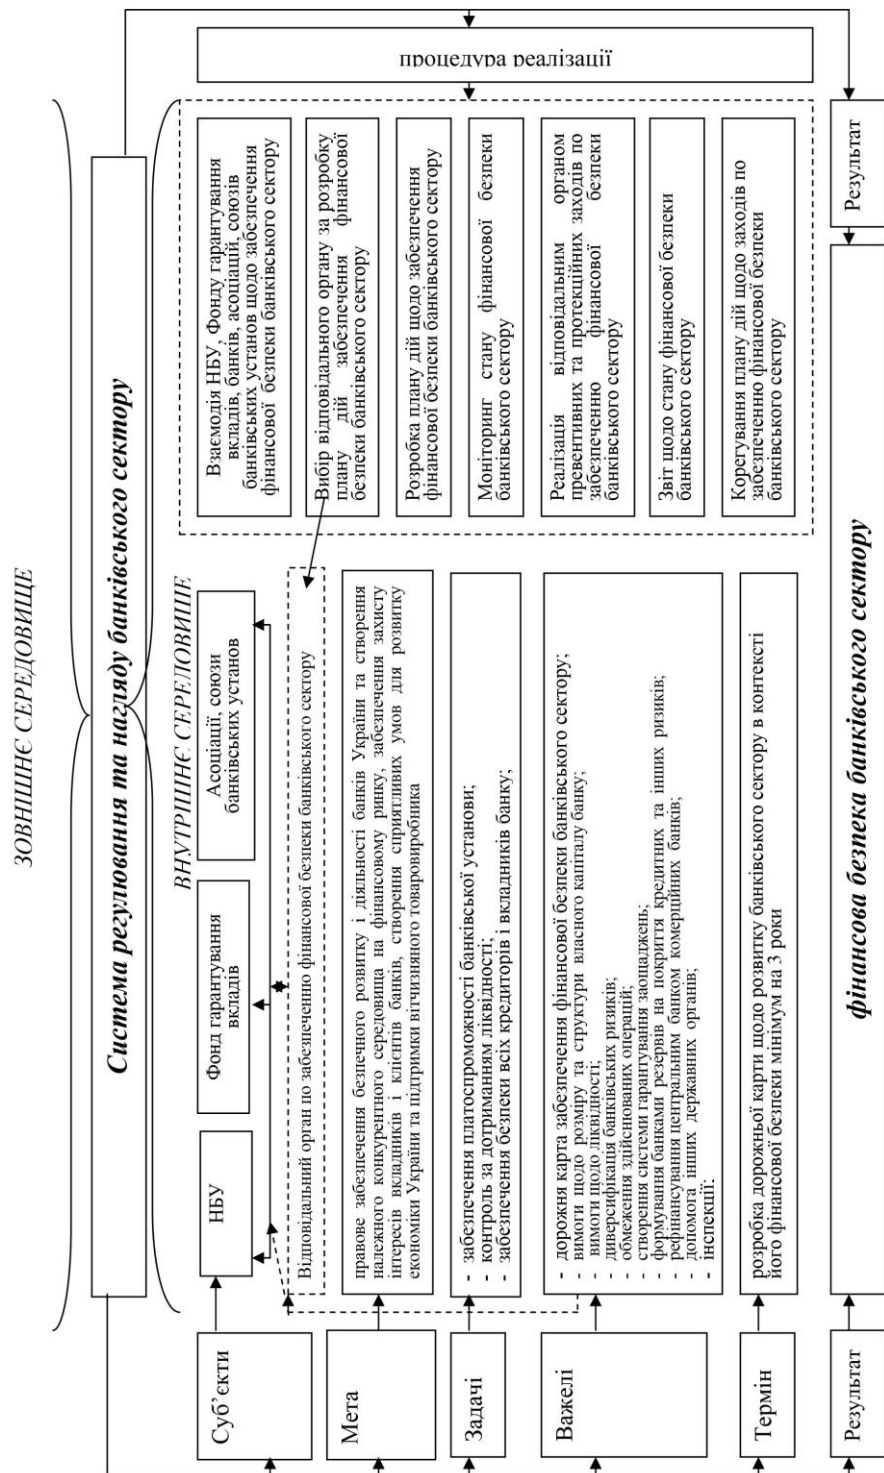 ЗОВНІШНЄ СЕРЕДОВИЩЕ
Система регулювання та нагляду банківського сектору
ВНУТРІШНЄ СЕРЕДОВИЩЕ
Суб’єкти
НБУ
Фонд гарантування
вкладів
Асоціації, союзи
банківських установ
Відповідальний орган по забезпеченню фінансової безпеки банківського сектору
Мета
правове забезпечення безпечного розвитку і діяльності банків України та створення
належного конкурентного середовища на фінансовому ринку, забезпечення захисту
інтересів вкладників і клієнтів банків, створення сприятливих умов для розвитку
економіки України та підтримки вітчизняного товаровиробника
Задачі
- забезпечення платоспроможності банківської установи;
- контроль за дотриманням ліквідності;
- забезпечення безпеки всіх кредиторів і вкладників банку;
Важелі
- дорожня карта забезпечення фінансової безпеки банківського сектору;
- вимоги щодо розміру та структури власного капіталу банку;
- вимоги щодо ліквідності;
- диверсифікація банківських ризиків;
- обмеження здійснюваних операцій;
- створення системи гарантування заощаджень;
- формування банками резервів на покриття кредитних та інших ризиків;
- рефінансування центральним банком комерційних банків;
- допомога інших державних органів;
- інспекції;
Термін
розробка дорожньої карти щодо розвитку банківського сектору в контексті
його фінансової безпеки мінімум на 3 роки
Результат
фінансова безпека банківського сектору
Результат
Взаємодія НБУ, Фонду гарантування
вкладів, банків, асоціацій, союзів
банківських установ щодо забезпечення
фінансової безпеки банківського сектору
Вибір відповідального органу за розробку
плану дій забезпечення фінансової
безпеки банківського сектору
Розробка плану дій щодо забезпечення
фінансової безпеки банківського сектору
Моніторинг стану фінансової безпеки
банківського сектору
Реалізація відповідальним органом
превентивних та протекційних заходів по
забезпеченню фінансової безпеки
банківського сектору
Звіт щодо стану фінансової безпеки
банківського сектору
Корегування плану дій щодо заходів по
забезпеченню фінансової безпеки
банківського сектору
процедура реалізації